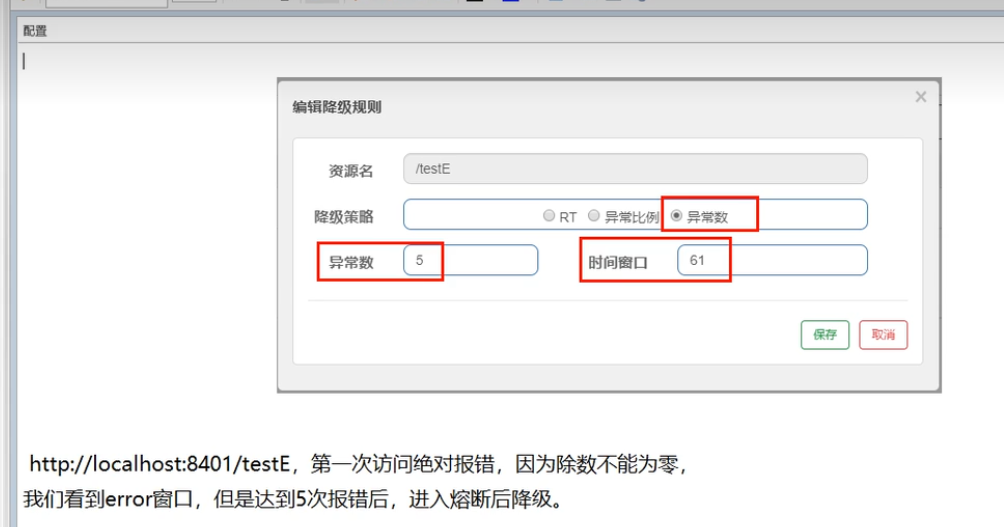 配置
编辑降级规则 ×
资源名 /testE
降级策略 RT 异常比例 异常数
异常数 5 时间窗口 61
保存 取消
http://localhost:8401/testE，第一次访问绝对报错，因为除数不能为零，
我们看到error窗口，但是达到5次报错后，进入熔断后降级。